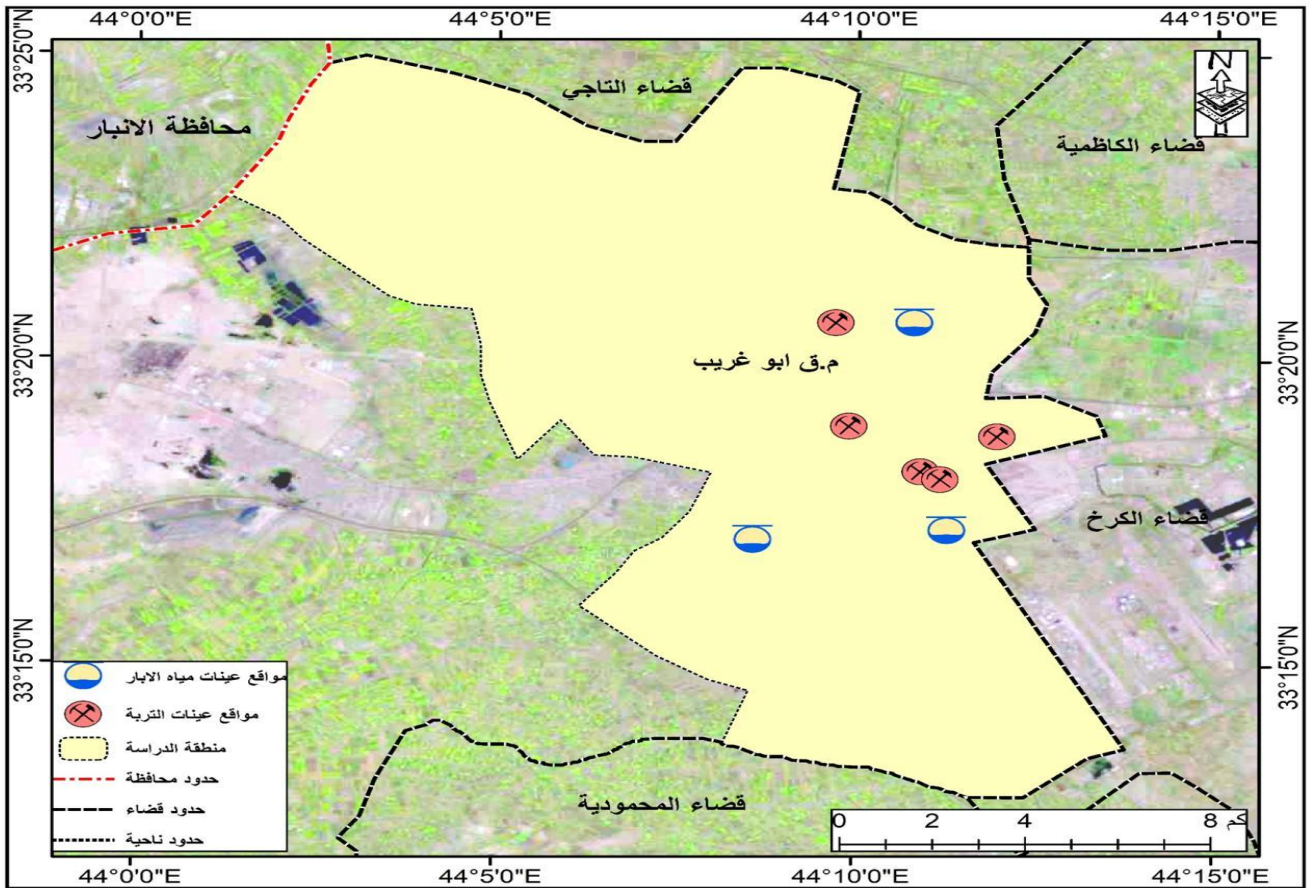 44°0'0"E 44°5'0"E 44°10'0"E 44°15'0"E
33°25'0"N
قضاء التاجي
N
محافظة الانبار
قضاء الكاظمية
33°20'0"N
33°20'0"N
م.ق ابو غريب
قضاء الكرخ
33°15'0"N
33°15'0"N
مواقع عينات مياه الابار
مواقع عينات التربة
منطقة الدراسة
حدود محافظة
حدود قضاء
حدود ناحية
قضاء المحمودية
0 2 4 8 كم
44°0'0"E 44°5'0"E 44°10'0"E 44°15'0"E